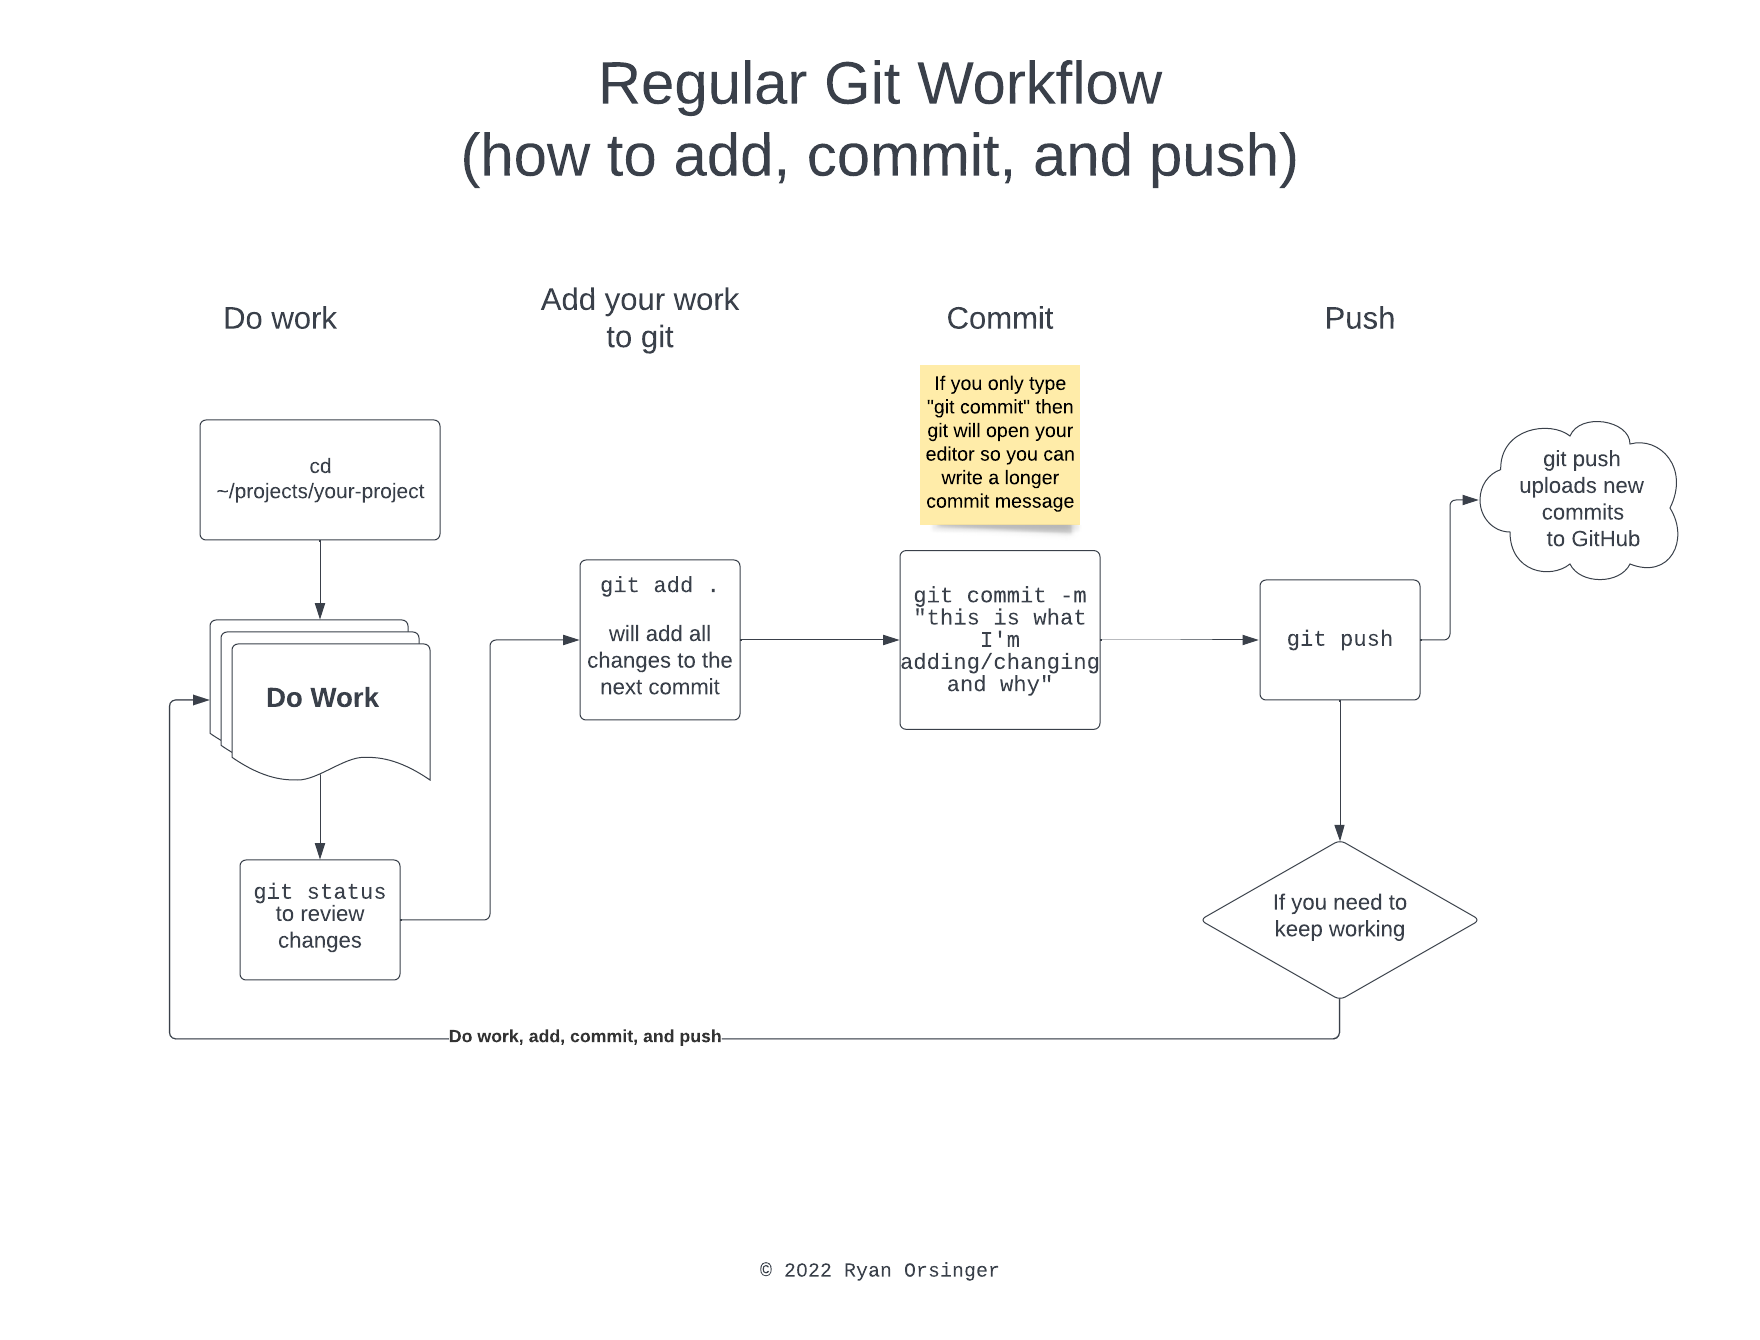 Regular Git Workflow
(how to add, commit, and push)
Do work
Add your work
to git
Commit
Push
If you only type
"git commit" then
git will open your
editor so you can
write a longer
commit message
cd
~/projects/your-project
git push
uploads new
commits
to GitHub
git add .
will add all
changes to the
next commit
git commit -m
"this is what
I'm
adding/changing
and why"
git push
Do Work
git status
to review
changes
If you need to
keep working
Do work, add, commit, and push
© 2022 Ryan Orsinger